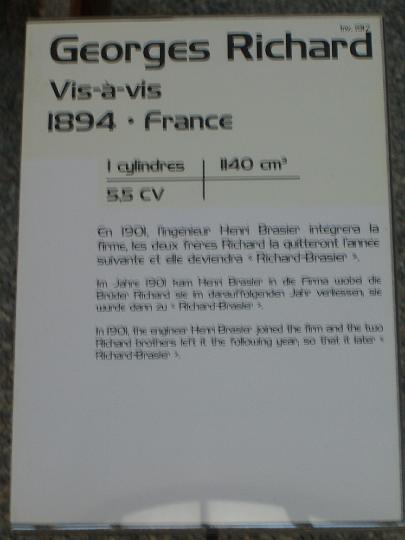 Inv. 1912
Georges Richard
Vis-à-vis
1894 • France
1 cylindres
1140 cm³
5,5 CV
En 1901, l'ingénieur Henri Brasier intégrera la
firme, les deux frères Richard la quitteront l'année
suivante et elle deviendra « Richard-Brasier ».
Im Jahre 1901 kam Henri Brasier in die Firma wobei die
Brüder Richard sie im darauffolgenden Jahr verliessen, sie
wurde dann zu « Richard-Brasier ».
In 1901, the engineer Henri Brasier joined the firm and the two
Richard brothers left it the following year, so that it later «
Richard-Brasier ».